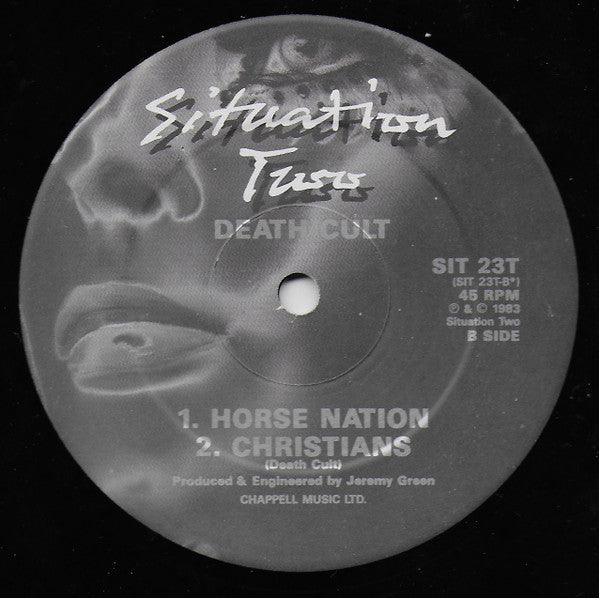 Situation
Two
DEATH CULT
SIT 23T
(SIT 23T-B*)
45 RPM
℗ & © 1983
Situation Two
B SIDE
1. HORSE NATION
2. CHRISTIANS
(Death Cult)
Produced & Engineered by Jeremy Green
CHAPPELL MUSIC LTD.